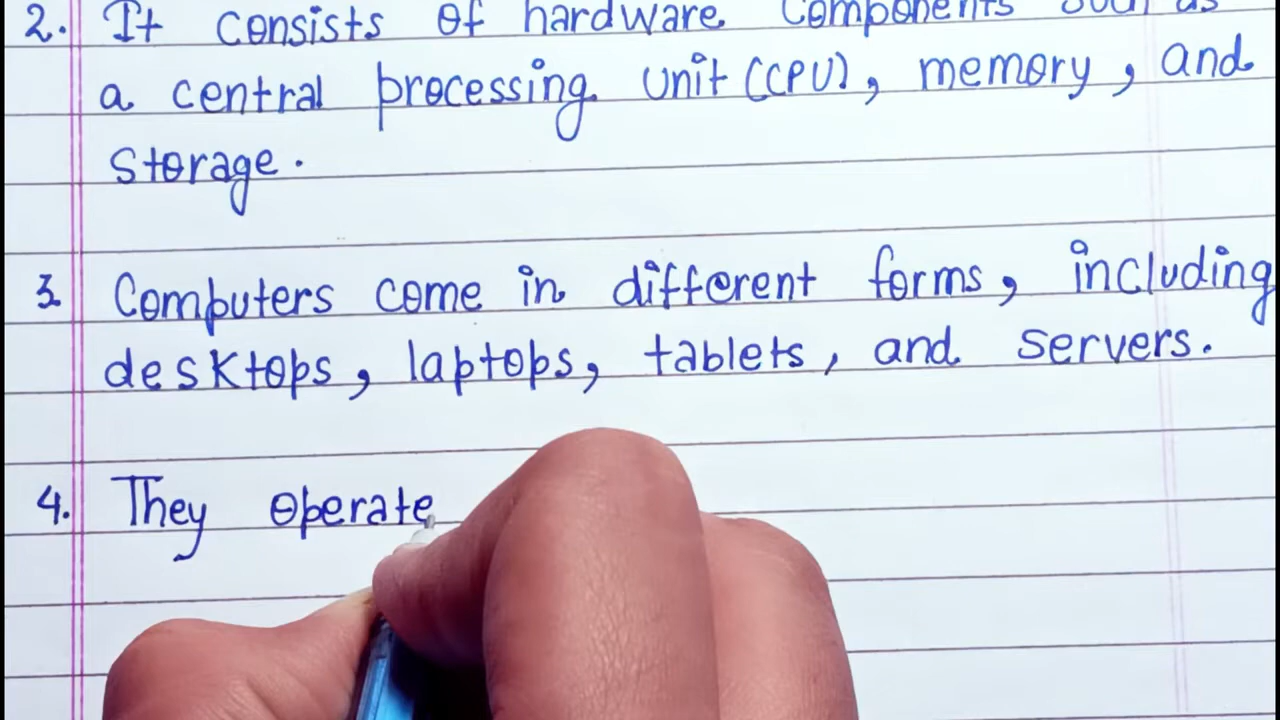 2. It consists of hardware components such as
a central processing unit (CPU), memory, and
storage.
3. Computers come in different forms, including
desktops, laptops, tablets, and servers.
4. They operate